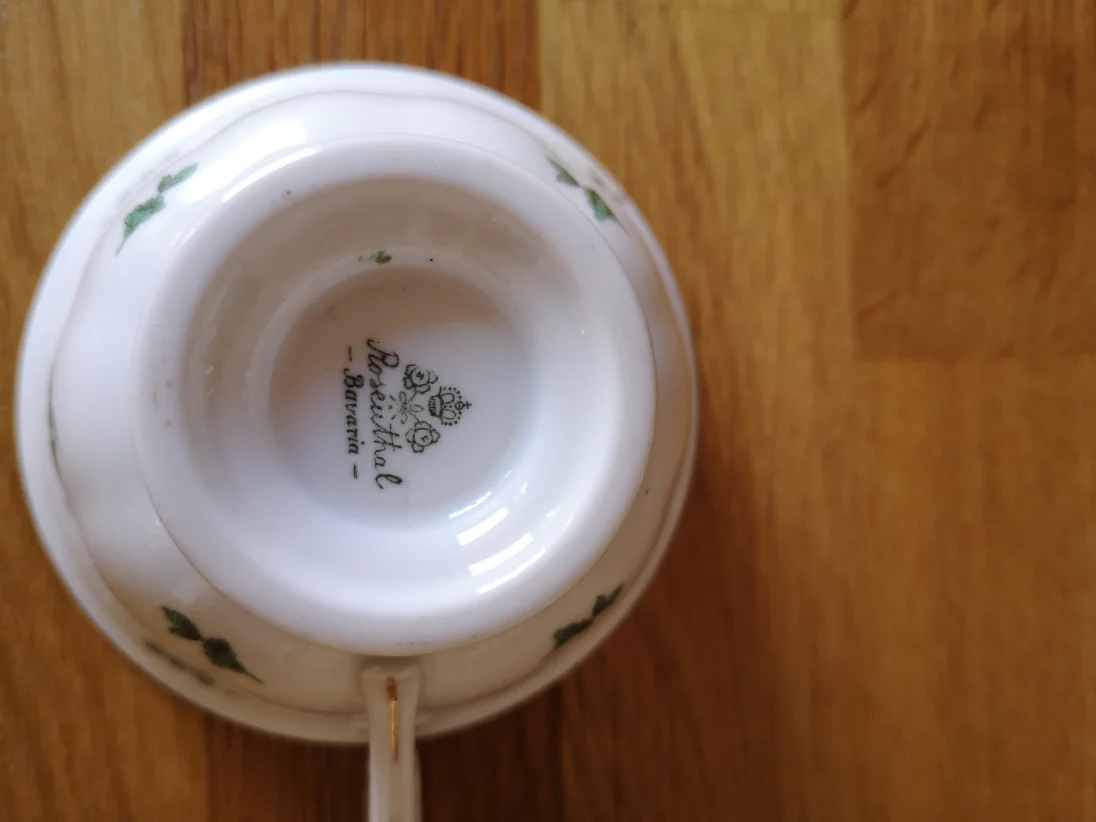 Rosenthal
- Bavaria -